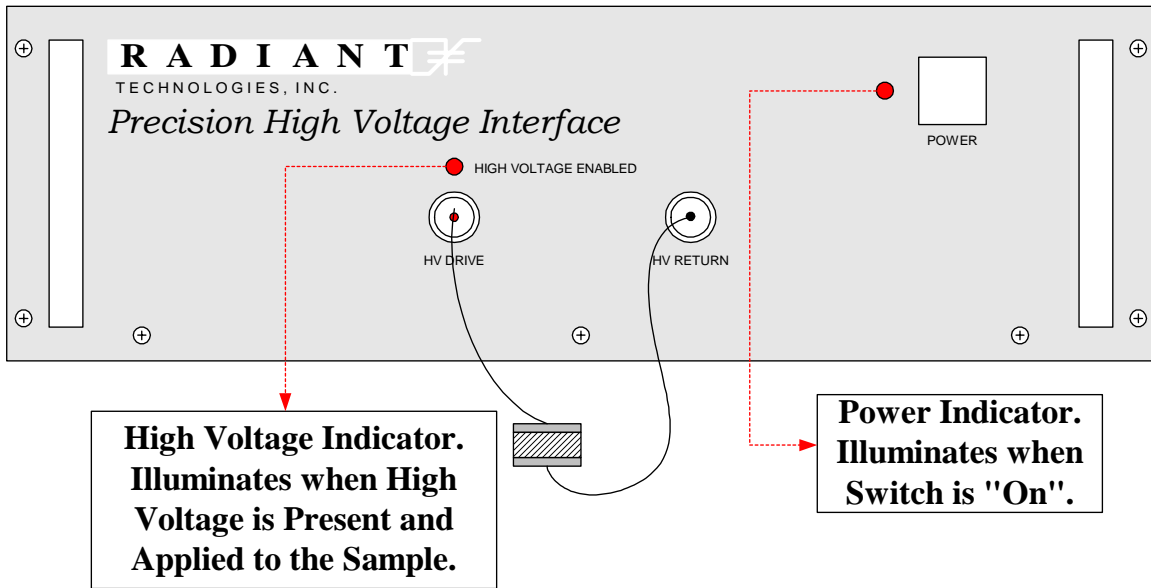 R A D I A N T
TECHNOLOGIES, INC.
Precision High Voltage Interface
POWER
HIGH VOLTAGE ENABLED
HV DRIVE
HV RETURN
High Voltage Indicator.
Illuminates when High
Voltage is Present and
Applied to the Sample.
Power Indicator.
Illuminates when
Switch is "On".